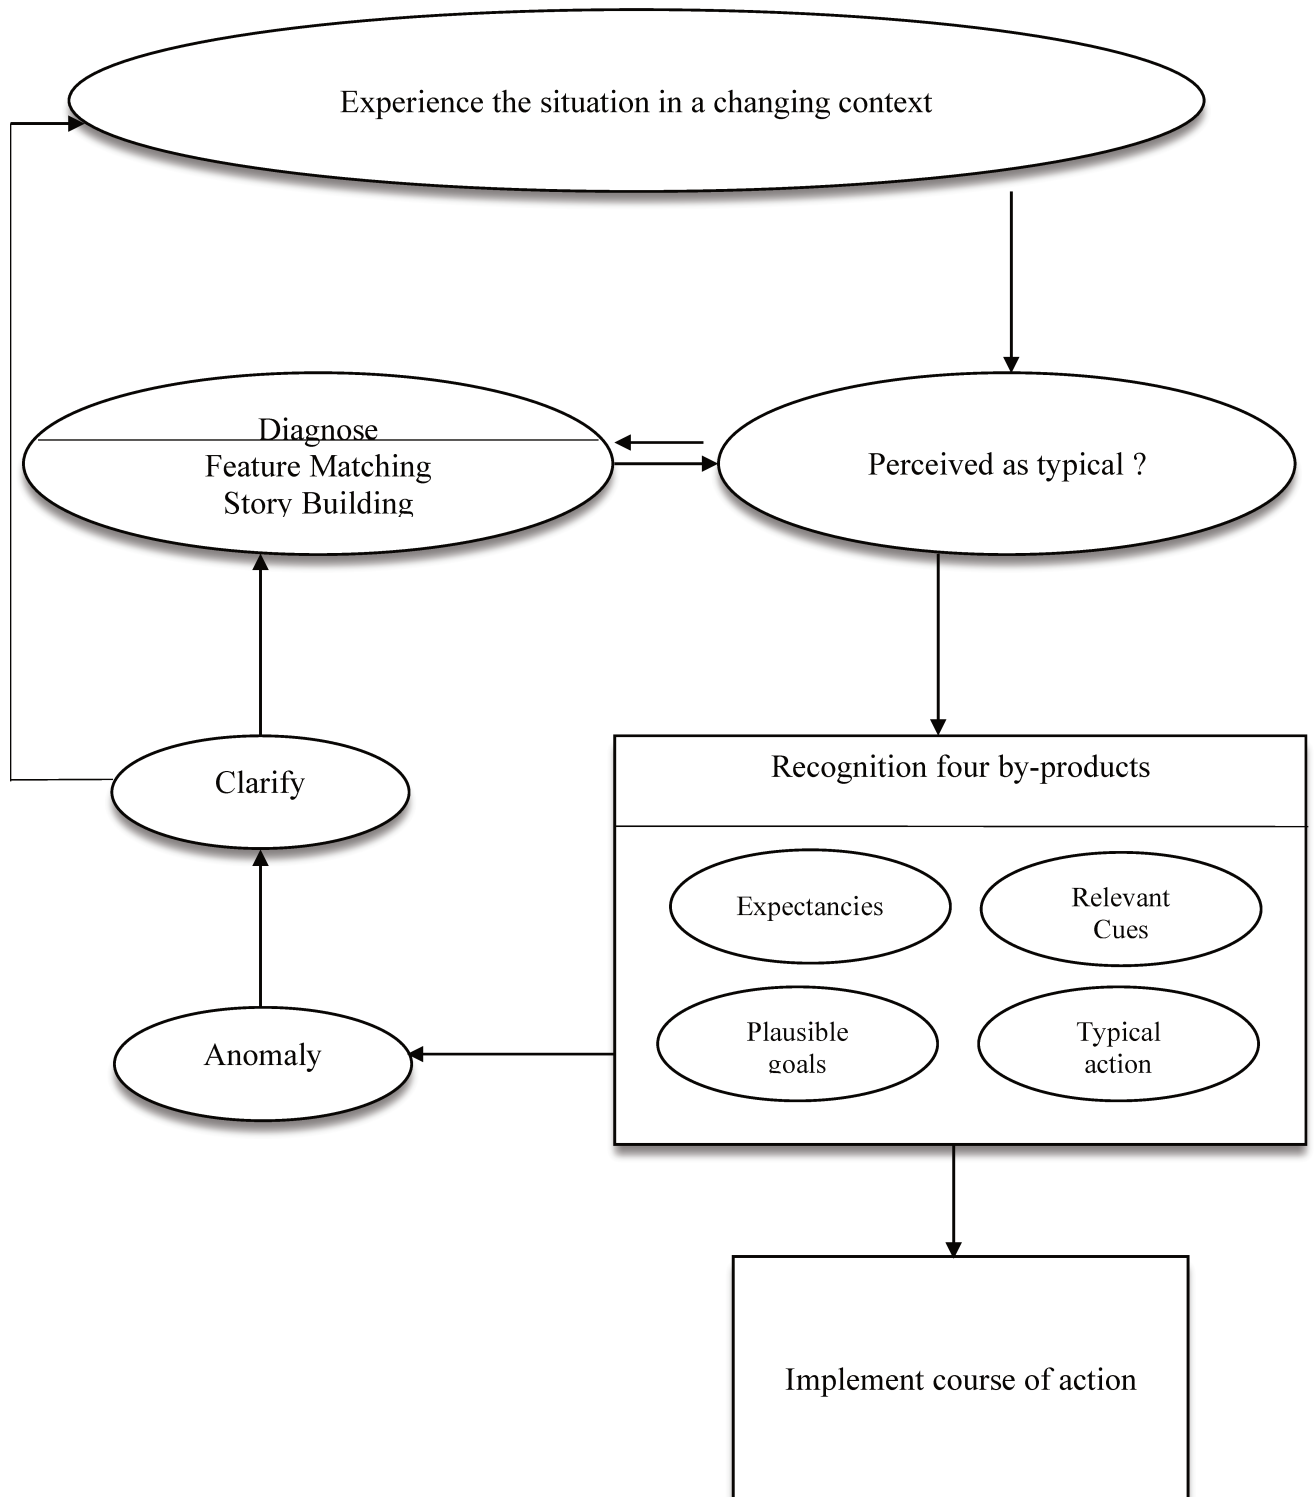 Experience the situation in a changing context
Diagnose
Feature Matching
Story Building
Perceived as typical ?
Clarify
Recognition four by-products
Expectancies
Relevant
Cues
Plausible
goals
Typical
action
Anomaly
Implement course of action